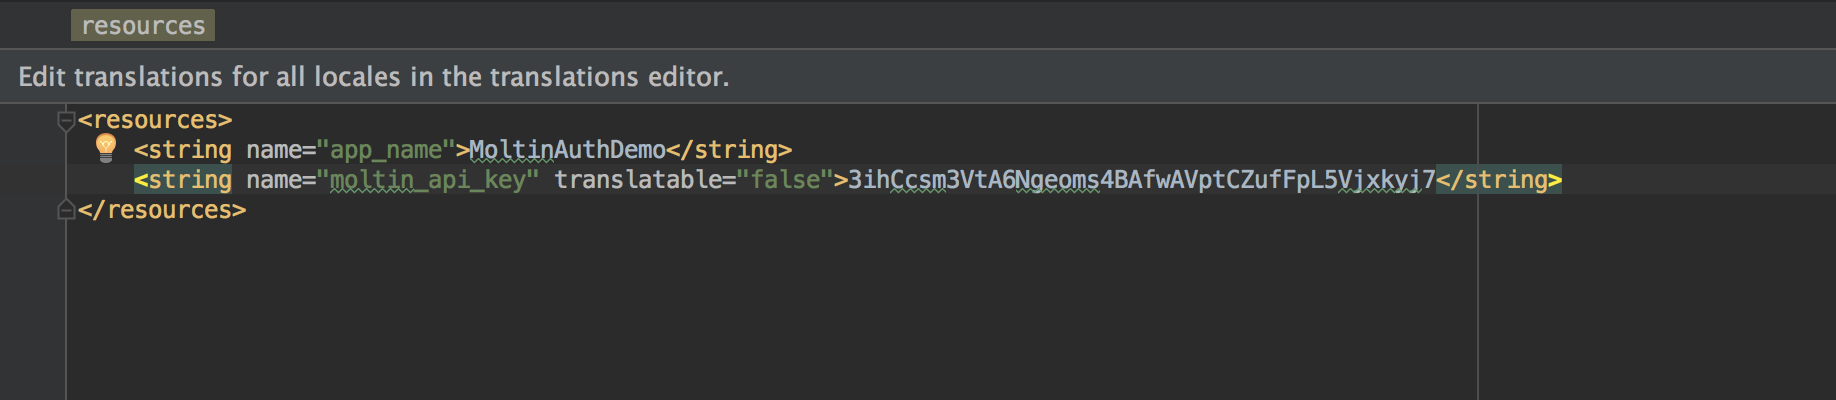 resources
Edit translations for all locales in the translations editor.
<resources>
<string name="app_name">MoltinAuthDemo</string>
<string name="moltin_api_key" translatable="false">3ihCcsm3VtA6Ngeoms4BAfwAVptCZufFpL5Vjxkyj7</string>
</resources>